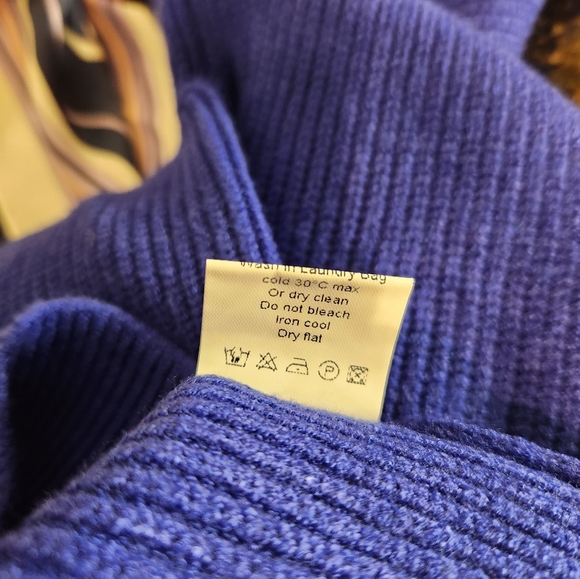 Wash in Laundry Bag
cold 30°C max
Or dry clean
Do not bleach
Iron cool
Dry flat
P